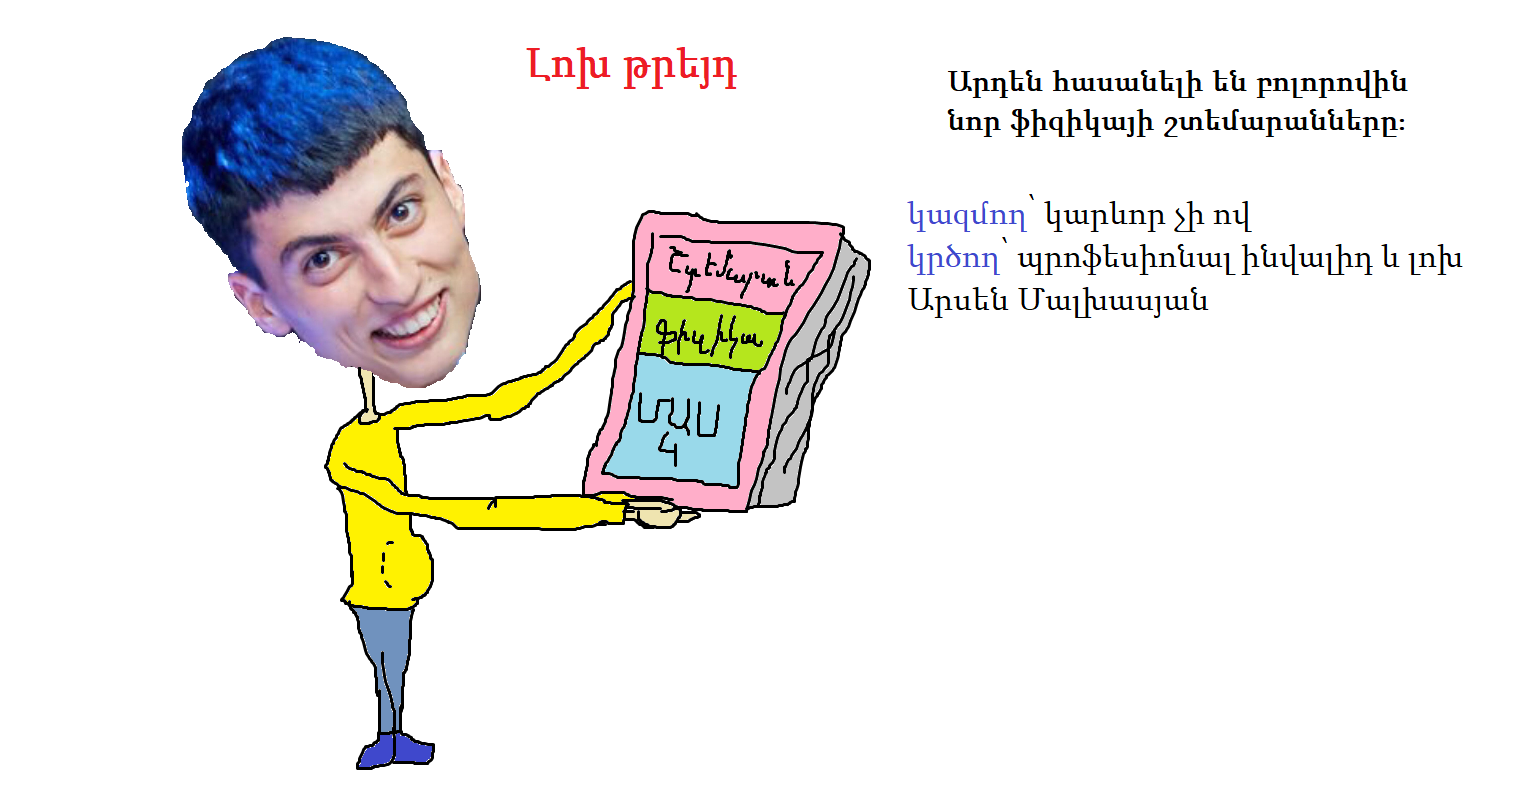 Լոխ թրեյդ
Արդեն հասանելի են բոլորովին
նոր ֆիզիկայի շտեմարանները։
կազմող՝ կարևոր չի ով
կրծող՝ պրոֆեսիոնալ ինվալիդ և լոխ
Արսեն Մալխասյան
Շտեմարան
Ֆիզիկա
ՄԱՍ
4